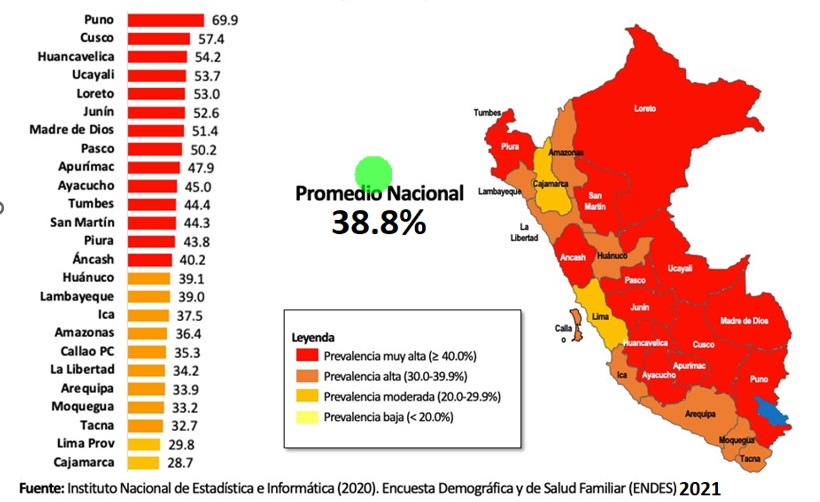 Puno 69.9
Cusco 57.4
Huancavelica 54.2
Ucayali 53.7
Loreto 53.0
Junín 52.6
Madre de Dios 51.4
Pasco 50.2
Apurímac 47.9
Ayacucho 45.0
Tumbes 44.4
San Martín 44.3
Piura 43.8
Áncash 40.2
Huánuco 39.1
Lambayeque 39.0
Ica 37.5
Amazonas 36.4
Callao PC 35.3
La Libertad 34.2
Arequipa 33.9
Moquegua 33.2
Tacna 32.7
Lima Prov 29.8
Cajamarca 28.7
Promedio Nacional
38.8%
Leyenda
Prevalencia muy alta (≥ 40.0%)
Prevalencia alta (30.0-39.9%)
Prevalencia moderada (20.0-29.9%)
Prevalencia baja (< 20.0%)
Tumbes
Loreto
Piura
Amazonas
Lambayeque
Cajamarca
San
Martín
La
Libertad
Ancash
Huánuco
Ucayali
Pasco
Junín
Lima
Calla
o
Madre de Dios
Huancavelica
Cusco
Apurímac
Ayacucho
Ica
Puno
Arequipa
Moquegua
Tacna
Fuente: Instituto Nacional de Estadística e Informática (2020). Encuesta Demográfica y de Salud Familiar (ENDES) 2021